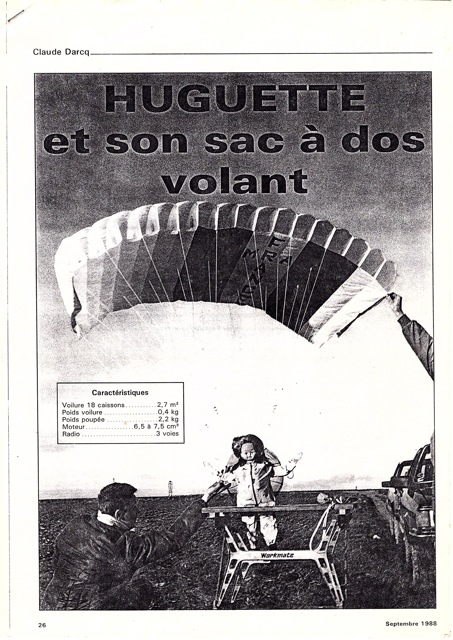 Claude Darcq
HUGUETTE
et son sac à dos
volant
Caractéristiques
Voilure 18 caissons..........2,7 m²
Poids voilure..................0,4 kg
Poids poupée..................2,2 kg
Moteur..............6,5 à 7,5 cm³
Radio............................3 voies
Workmate
26
Septembre 1988